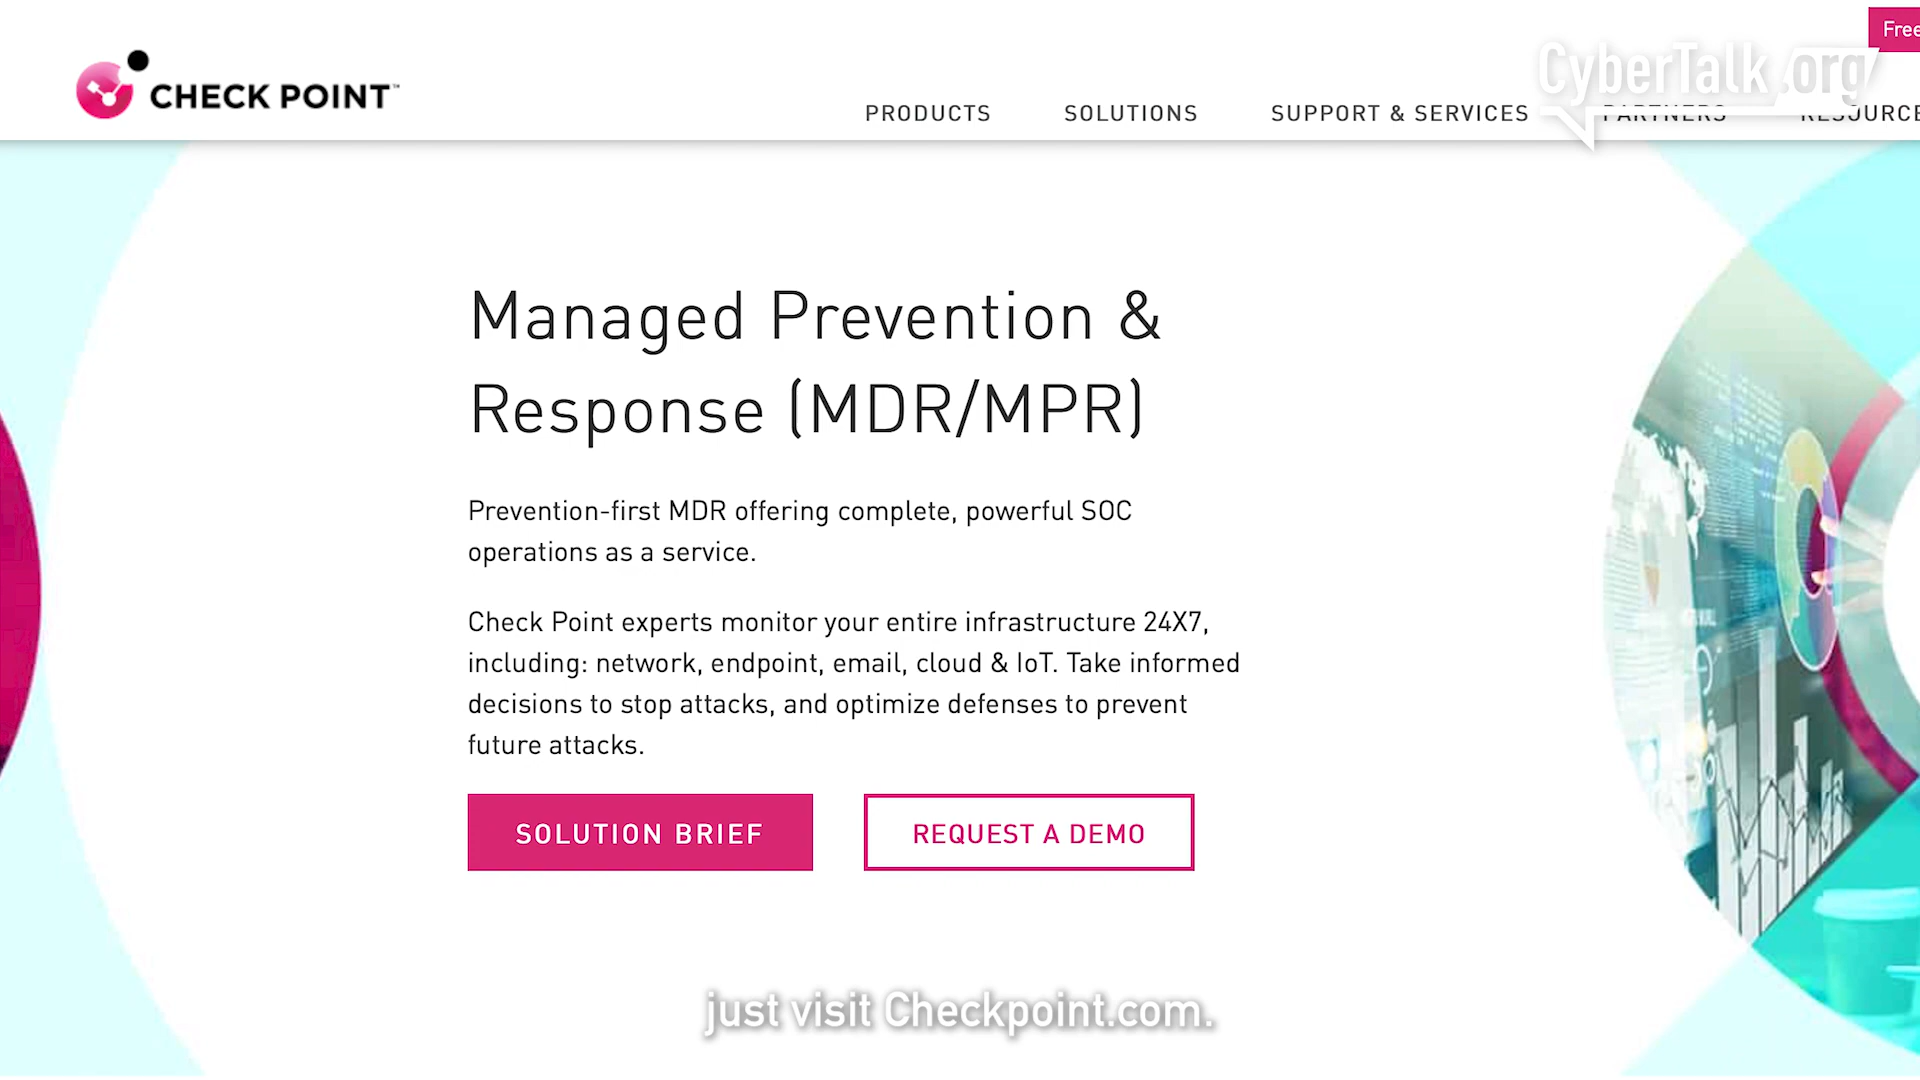 Free
CyberTalk.org
CHECK POINT™
PRODUCTS SOLUTIONS SUPPORT & SERVICES PARTNERS RESOURCE
Managed Prevention &
Response (MDR/MPR)
Prevention-first MDR offering complete, powerful SOC
operations as a service.
Check Point experts monitor your entire infrastructure 24X7,
including: network, endpoint, email, cloud & IoT. Take informed
decisions to stop attacks, and optimize defenses to prevent
future attacks.
SOLUTION BRIEF REQUEST A DEMO
just visit Checkpoint.com.